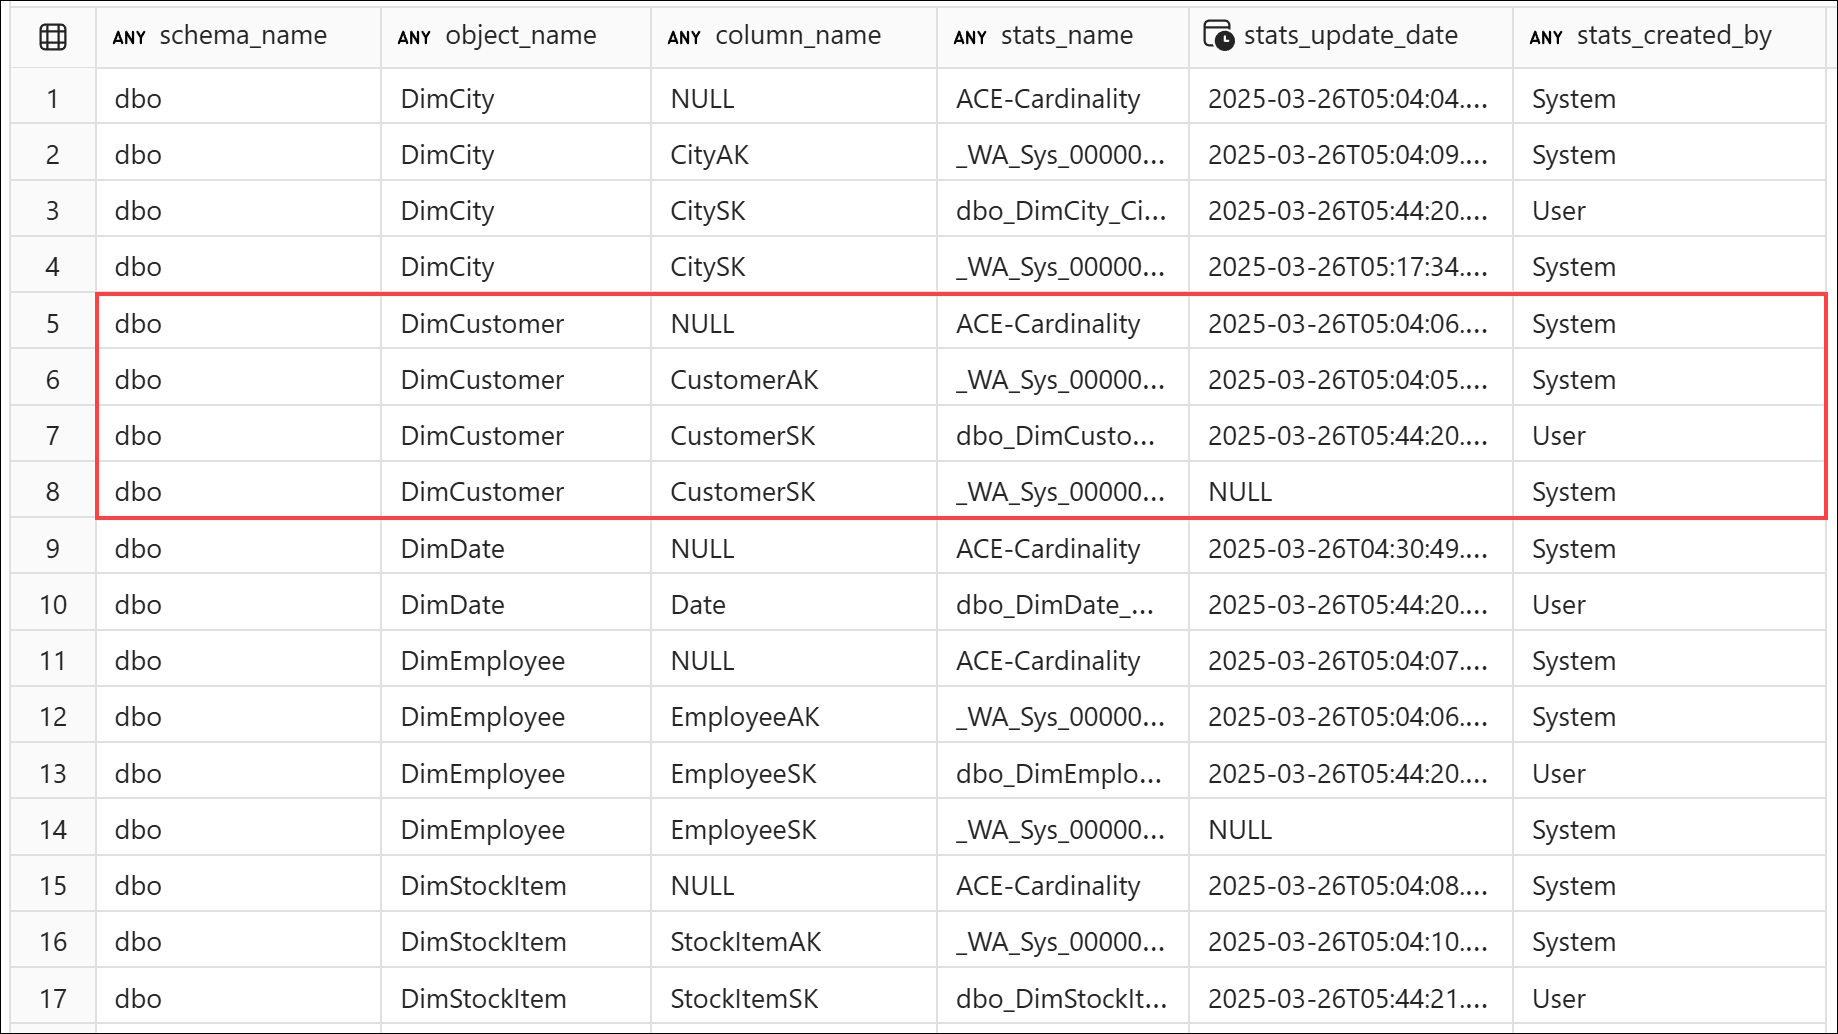 ANY schema_name ANY object_name ANY column_name ANY stats_name stats_update_date ANY stats_created_by
1 dbo DimCity NULL ACE-Cardinality 2025-03-26T05:04:04.... System
2 dbo DimCity CityAK _WA_Sys_00000... 2025-03-26T05:04:09.... System
3 dbo DimCity CitySK dbo_DimCity_Ci... 2025-03-26T05:44:20.... User
4 dbo DimCity CitySK _WA_Sys_00000... 2025-03-26T05:17:34.... System
5 dbo DimCustomer NULL ACE-Cardinality 2025-03-26T05:04:06.... System
6 dbo DimCustomer CustomerAK _WA_Sys_00000... 2025-03-26T05:04:05.... System
7 dbo DimCustomer CustomerSK dbo_DimCusto... 2025-03-26T05:44:20.... User
8 dbo DimCustomer CustomerSK _WA_Sys_00000... NULL System
9 dbo DimDate NULL ACE-Cardinality 2025-03-26T04:30:49.... System
10 dbo DimDate Date dbo_DimDate_... 2025-03-26T05:44:20.... User
11 dbo DimEmployee NULL ACE-Cardinality 2025-03-26T05:04:07.... System
12 dbo DimEmployee EmployeeAK _WA_Sys_00000... 2025-03-26T05:04:06.... System
13 dbo DimEmployee EmployeeSK dbo_DimEmplo... 2025-03-26T05:44:20.... User
14 dbo DimEmployee EmployeeSK _WA_Sys_00000... NULL System
15 dbo DimStockItem NULL ACE-Cardinality 2025-03-26T05:04:08.... System
16 dbo DimStockItem StockItemAK _WA_Sys_00000... 2025-03-26T05:04:10.... System
17 dbo DimStockItem StockItemSK dbo_DimStockIt... 2025-03-26T05:44:21.... User